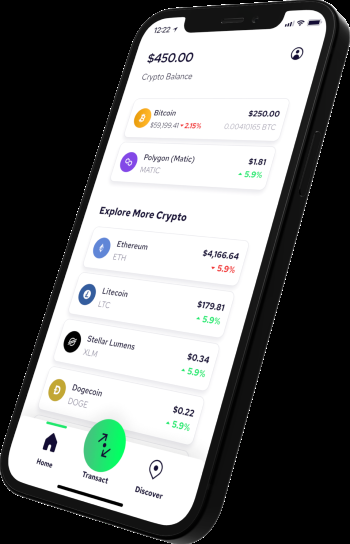 12:22
$450.00
Crypto Balance
Bitcoin $250.00
$59,199.41 2.15% 0.00410165 BTC
Polygon (Matic) $1.81
MATIC 5.9%
Explore More Crypto
Ethereum $4,166.64
ETH 5.9%
Litecoin $179.81
LTC 5.9%
Stellar Lumens $0.34
XLM 5.9%
Dogecoin $0.22
DOGE 5.9%
Home Transact Discover